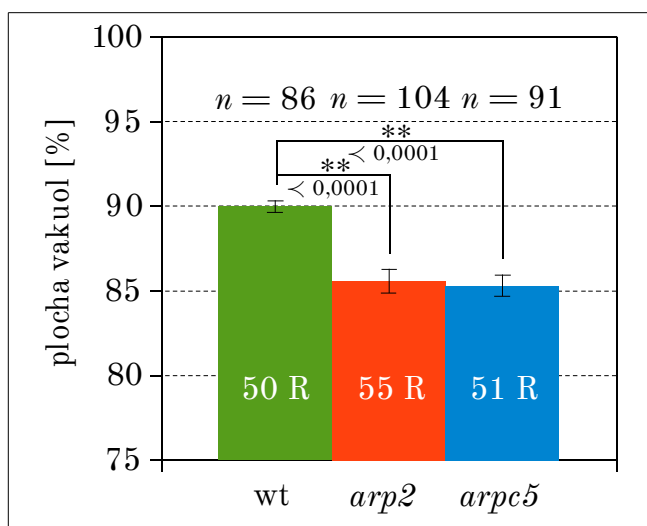 100
n = 86 n = 104 n = 91
95
**
< 0,0001
**
< 0,0001
90
85
80
75
plocha vakuol [%]
50 R 55 R 51 R
wt arp2 arpc5